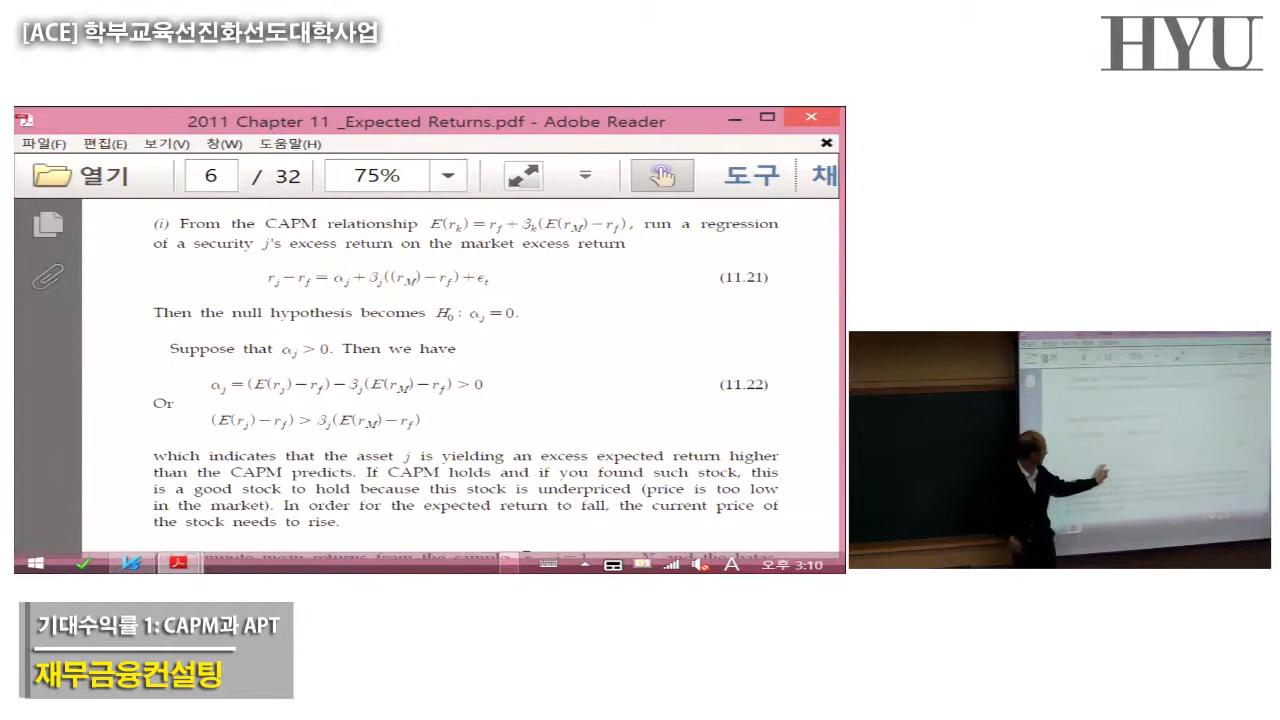 [ACE] 학부교육선진화선도대학사업
HYU
2011 Chapter 11 _Expected Returns.pdf - Adobe Reader
파일(F) 편집(E) 보기(V) 창(W) 도움말(H)
열기 6 / 32 75% 도구 채
(i) From the CAPM relationship E(r_k) = r_f + β_k(E(r_M) − r_f), run a regression
of a security j's excess return on the market excess return
r_j − r_f = α_j + β_j((r_M) − r_f) + ϵ_t (11.21)
Then the null hypothesis becomes H_0 : α_j = 0.
Suppose that α_j > 0. Then we have
α_j = (E(r_j) − r_f) − β_j(E(r_M) − r_f) > 0 (11.22)
Or
(E(r_j) − r_f) > β_j(E(r_M) − r_f)
which indicates that the asset j is yielding an excess expected return higher
than the CAPM predicts. If CAPM holds and if you found such stock, this
is a good stock to hold because this stock is underpriced (price is too low
in the market). In order for the expected return to fall, the current price of
the stock needs to rise.
A 오후 3:10
열기
기대수익률 1: CAPM과 APT
재무금융컨설팅